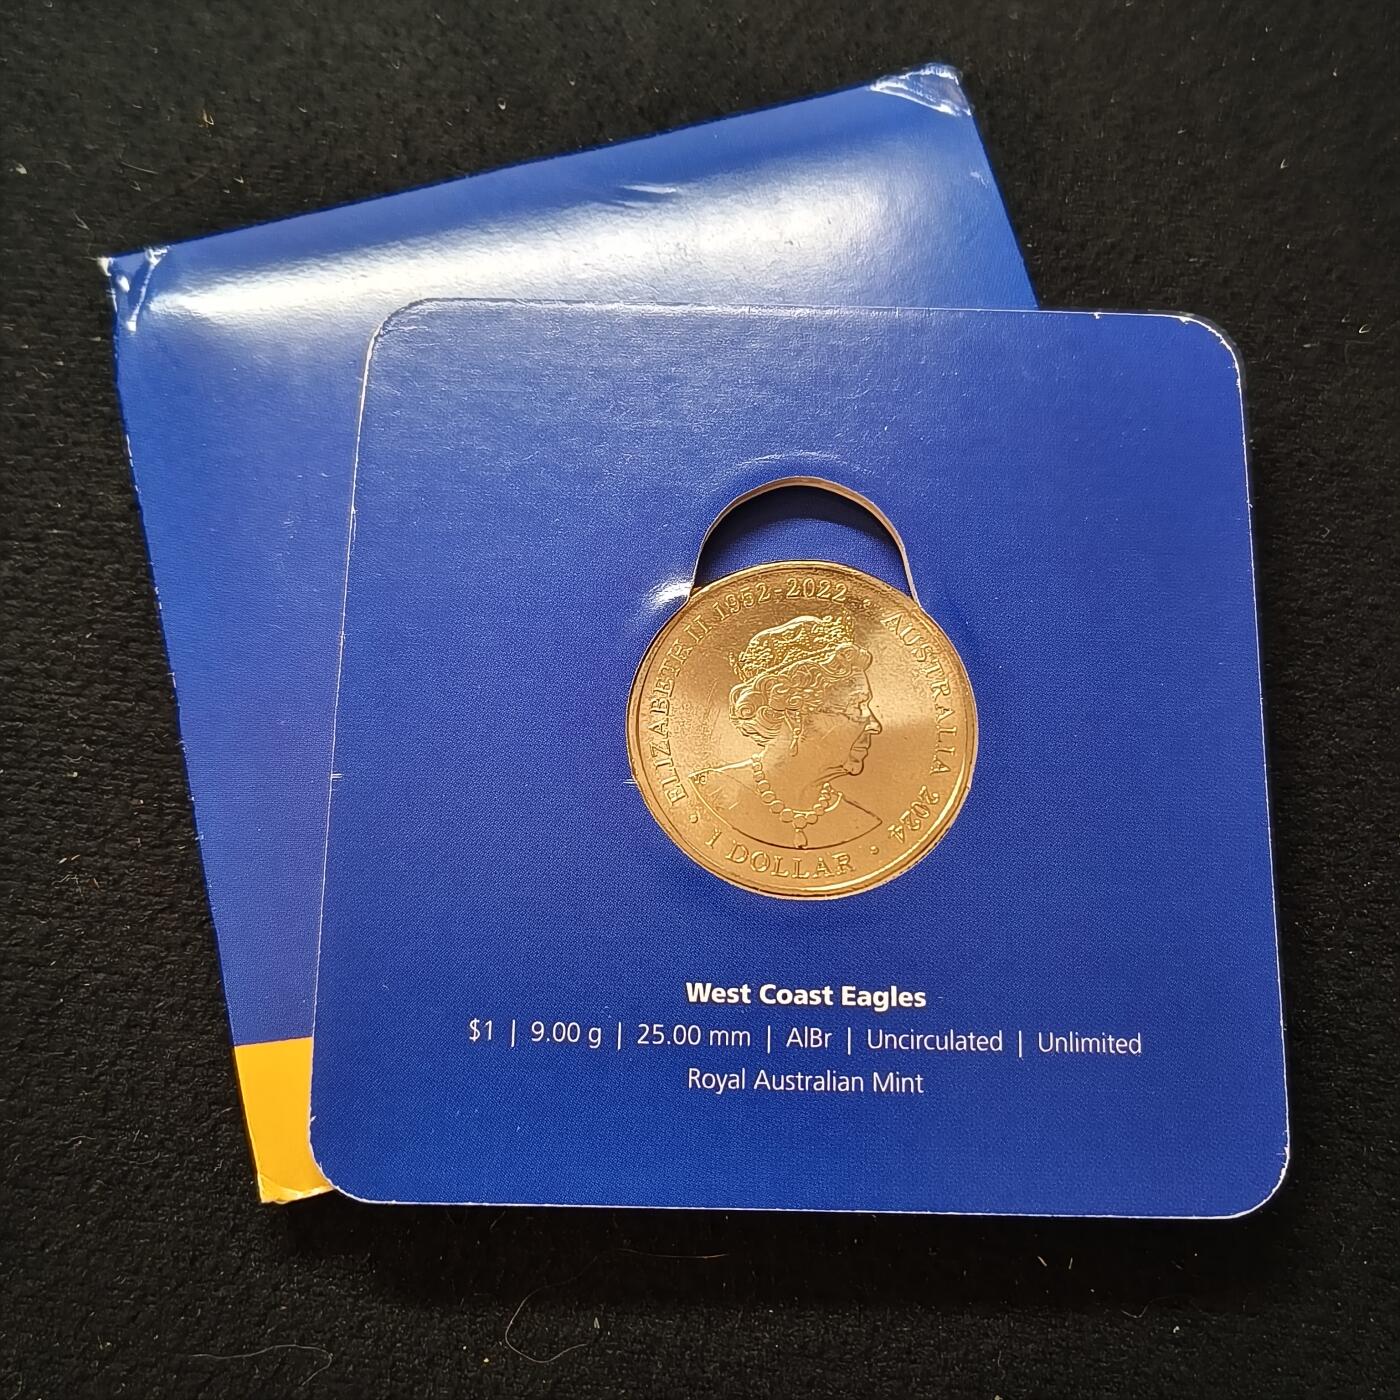 ELIZABETH II 1952-2022 • AUSTRALIA 2024 •
1 DOLLAR
West Coast Eagles
$1 | 9.00 g | 25.00 mm | AlBr | Uncirculated | Unlimited
Royal Australian Mint